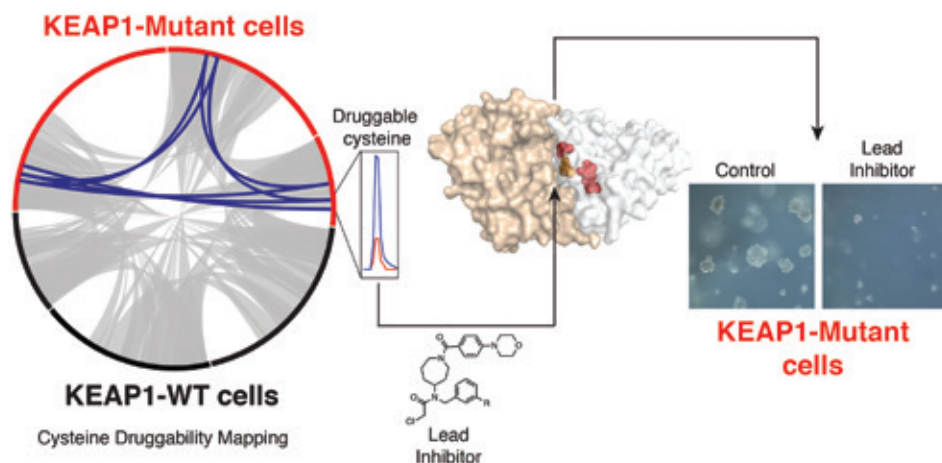 KEAP1-Mutant cells
Druggable
cysteine
KEAP1-WT cells
Cysteine Druggability Mapping
O
N
N
O
O
N
R
Cl
Lead
Inhibitor
Control
Lead
Inhibitor
KEAP1-Mutant
cells